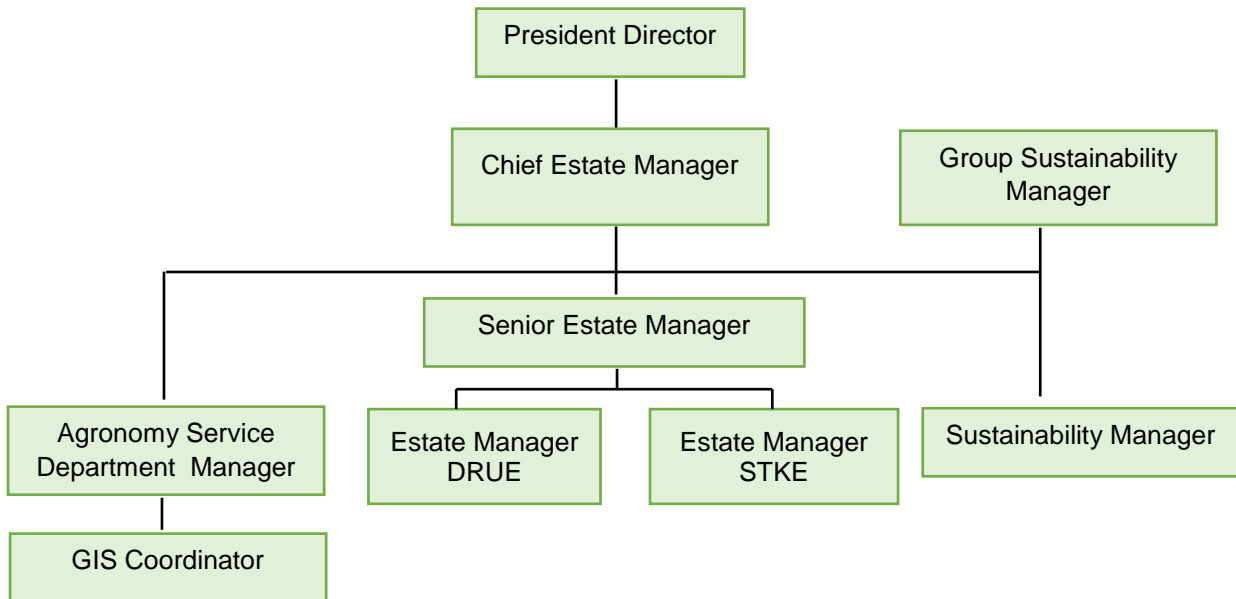 President Director
Chief Estate Manager
Group Sustainability
Manager
Senior Estate Manager
Agronomy Service
Department  Manager
Estate Manager
DRUE
Estate Manager
STKE
Sustainability Manager
GIS Coordinator